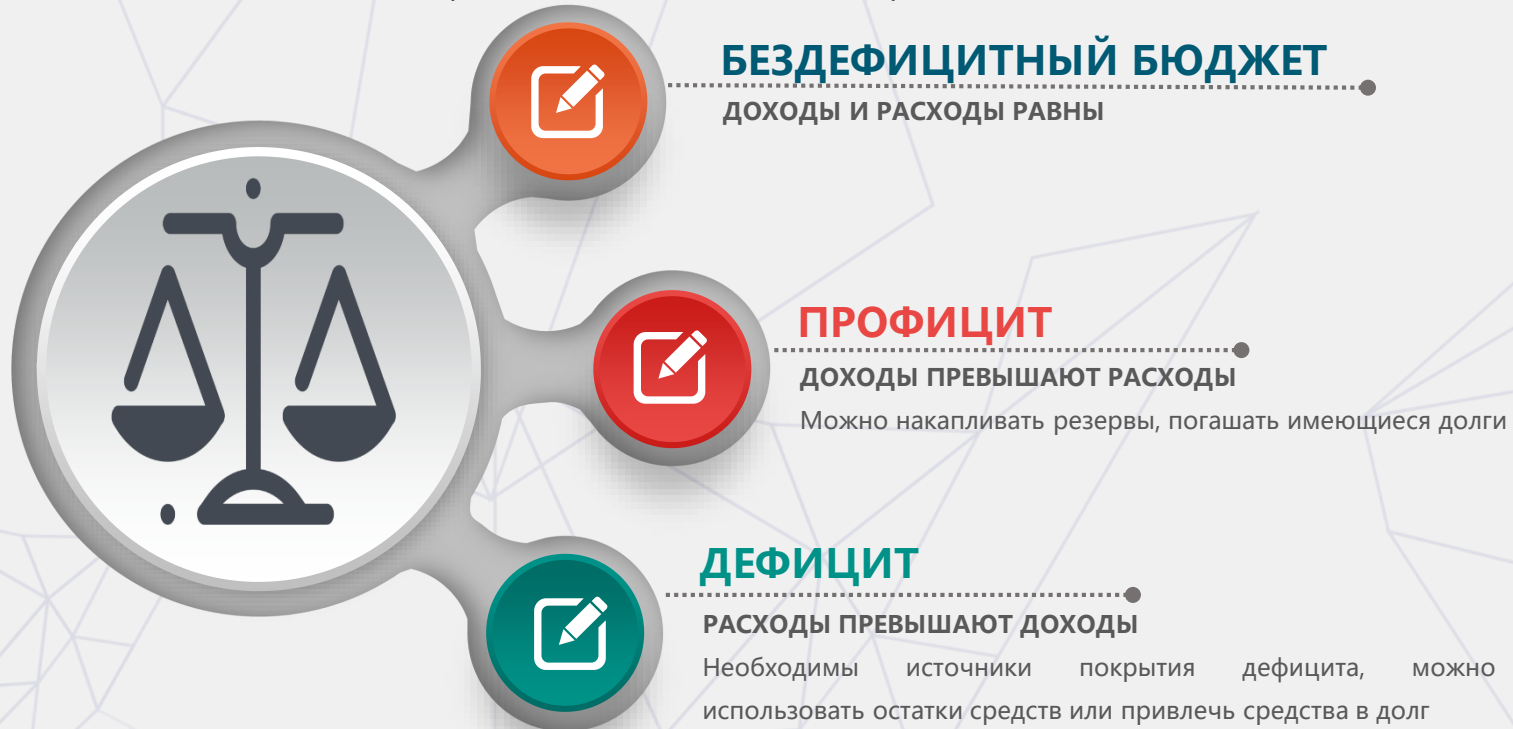 БЕЗДЕФИЦИТНЫЙ БЮДЖЕТ
ДОХОДЫ И РАСХОДЫ РАВНЫ
ПРОФИЦИТ
ДОХОДЫ ПРЕВЫШАЮТ РАСХОДЫ
Можно накапливать резервы, погашать имеющиеся долги
ДЕФИЦИТ
РАСХОДЫ ПРЕВЫШАЮТ ДОХОДЫ
Необходимы источники покрытия дефицита, можно
использовать остатки средств или привлечь средства в долг